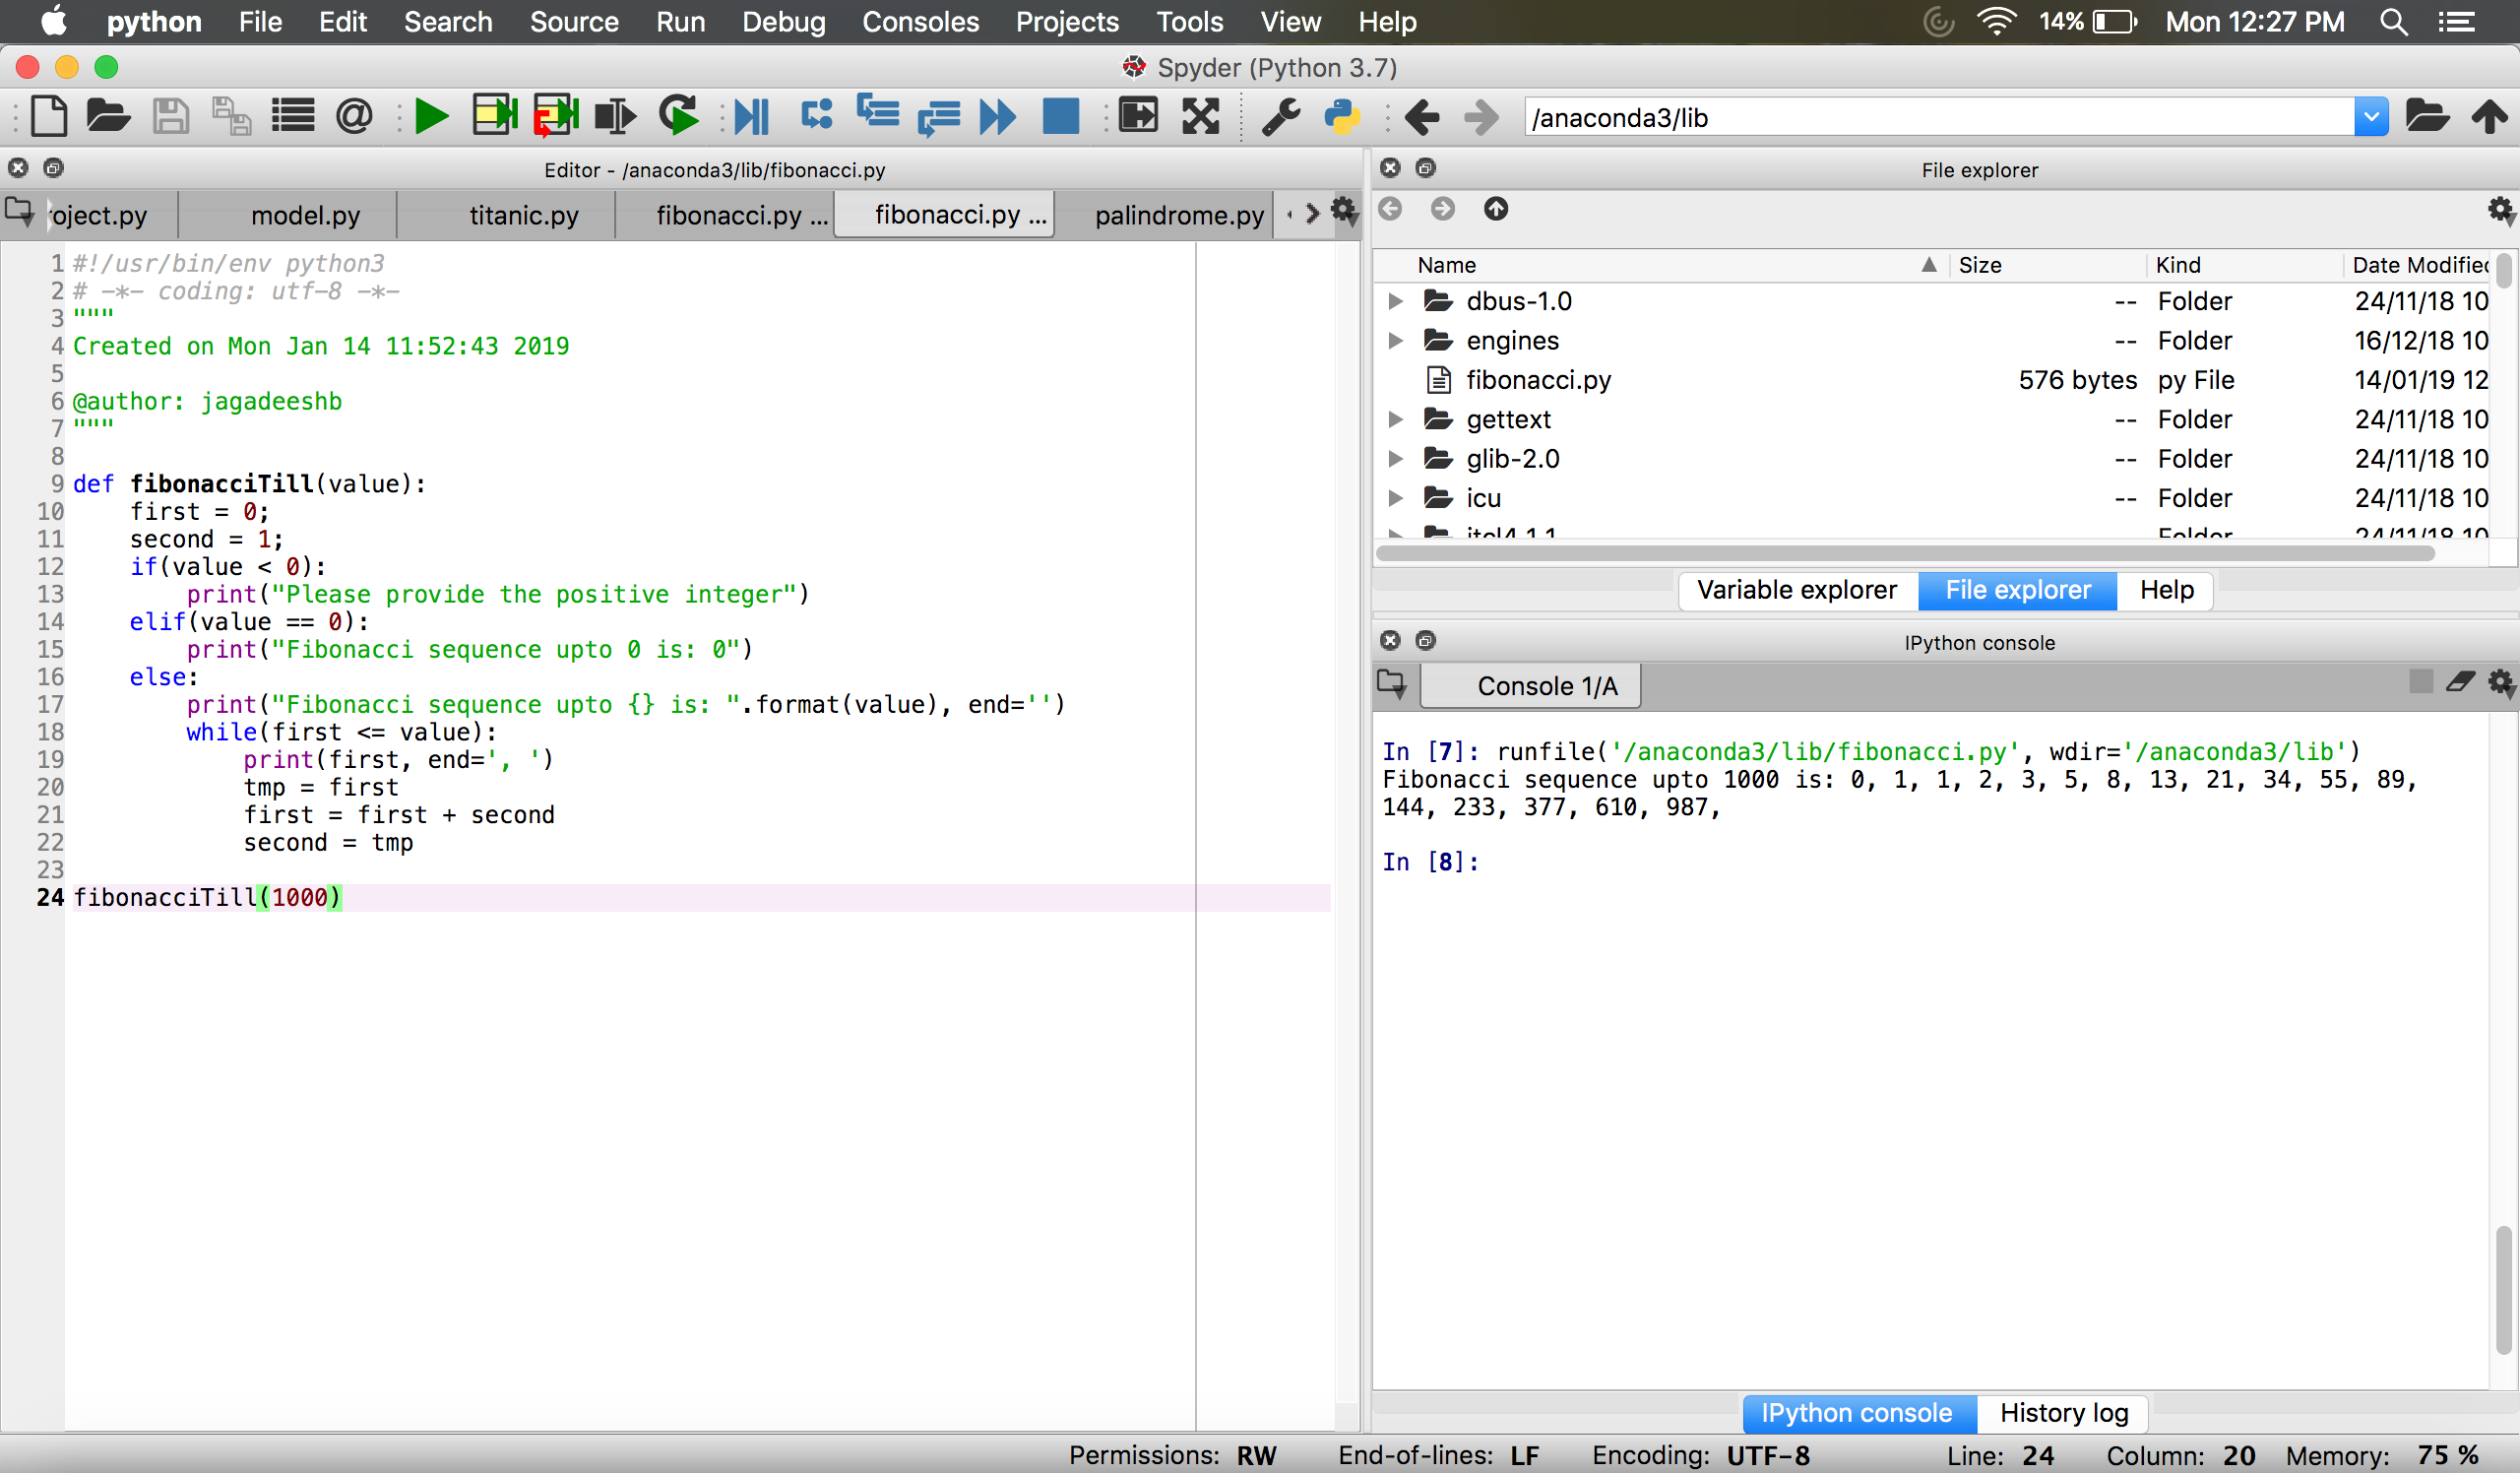 python File Edit Search Source Run Debug Consoles Projects Tools View Help 14% Mon 12:27 PM
Spyder (Python 3.7)
/anaconda3/lib
Editor - /anaconda3/lib/fibonacci.py
oject.py model.py titanic.py fibonacci.py ... fibonacci.py ... palindrome.py
1 #!/usr/bin/env python3
2 # -*- coding: utf-8 -*-
3 """
4 Created on Mon Jan 14 11:52:43 2019
5
6 @author: jagadeeshb
7 """
8
9 def fibonacciTill(value):
10     first = 0;
11     second = 1;
12     if(value < 0):
13         print("Please provide the positive integer")
14     elif(value == 0):
15         print("Fibonacci sequence upto 0 is: 0")
16     else:
17         print("Fibonacci sequence upto {} is: ".format(value), end='')
18         while(first <= value):
19             print(first, end=', ')
20             tmp = first
21             first = first + second
22             second = tmp
23
24 fibonacciTill(1000)
File explorer
Name Size Kind Date Modified
dbus-1.0 -- Folder 24/11/18 10
engines -- Folder 16/12/18 10
fibonacci.py 576 bytes py File 14/01/19 12
gettext -- Folder 24/11/18 10
glib-2.0 -- Folder 24/11/18 10
icu -- Folder 24/11/18 10
itcl4.1.1 Folder 24/11/18 10
Variable explorer File explorer Help
IPython console
Console 1/A
In [7]: runfile('/anaconda3/lib/fibonacci.py', wdir='/anaconda3/lib')
Fibonacci sequence upto 1000 is: 0, 1, 1, 2, 3, 5, 8, 13, 21, 34, 55, 89,
144, 233, 377, 610, 987,
In [8]:
IPython console History log
Permissions: RW End-of-lines: LF Encoding: UTF-8 Line: 24 Column: 20 Memory: 75 %